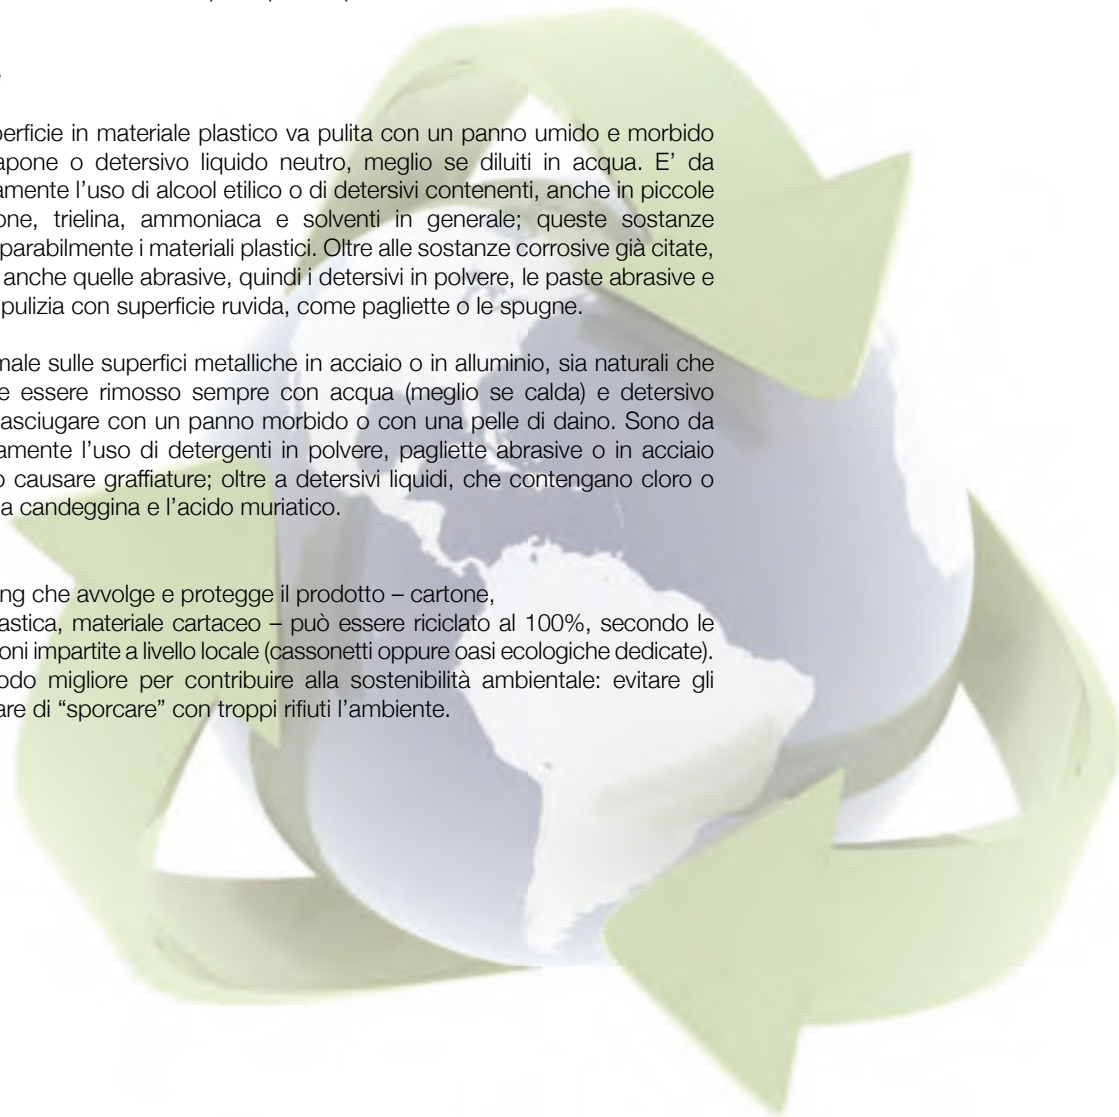 perficie in materiale plastico va pulita con un panno umido e morbido
apone o detersivo liquido neutro, meglio se diluiti in acqua. E’ da
amente l’uso di alcool etilico o di detersivi contenenti, anche in piccole
one, trielina, ammoniaca e solventi in generale; queste sostanze
parabilmente i materiali plastici. Oltre alle sostanze corrosive già citate,
anche quelle abrasive, quindi i detersivi in polvere, le paste abrasive e
pulizia con superficie ruvida, come pagliette o le spugne.
male sulle superfici metalliche in acciaio o in alluminio, sia naturali che
e essere rimosso sempre con acqua (meglio se calda) e detersivo
asciugare con un panno morbido o con una pelle di daino. Sono da
amente l’uso di detergenti in polvere, pagliette abrasive o in acciaio
o causare graffiature; oltre a detersivi liquidi, che contengano cloro o
a candeggina e l’acido muriatico.
ng che avvolge e protegge il prodotto – cartone,
astica, materiale cartaceo – può essere riciclato al 100%, secondo le
oni impartite a livello locale (cassonetti oppure oasi ecologiche dedicate).
odo migliore per contribuire alla sostenibilità ambientale: evitare gli
are di “sporcare” con troppi rifiuti l’ambiente.